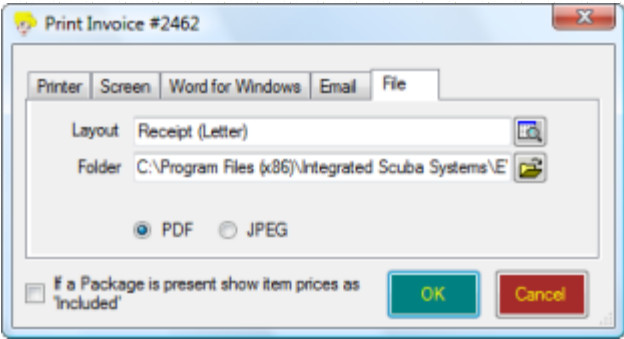 Print Invoice #2462
Printer Screen Word for Windows Email File
Layout Receipt (Letter)
Folder C:\Program Files (x86)\Integrated Scuba Systems\E
PDF JPEG
If a Package is present show item prices as
'Included'
OK Cancel